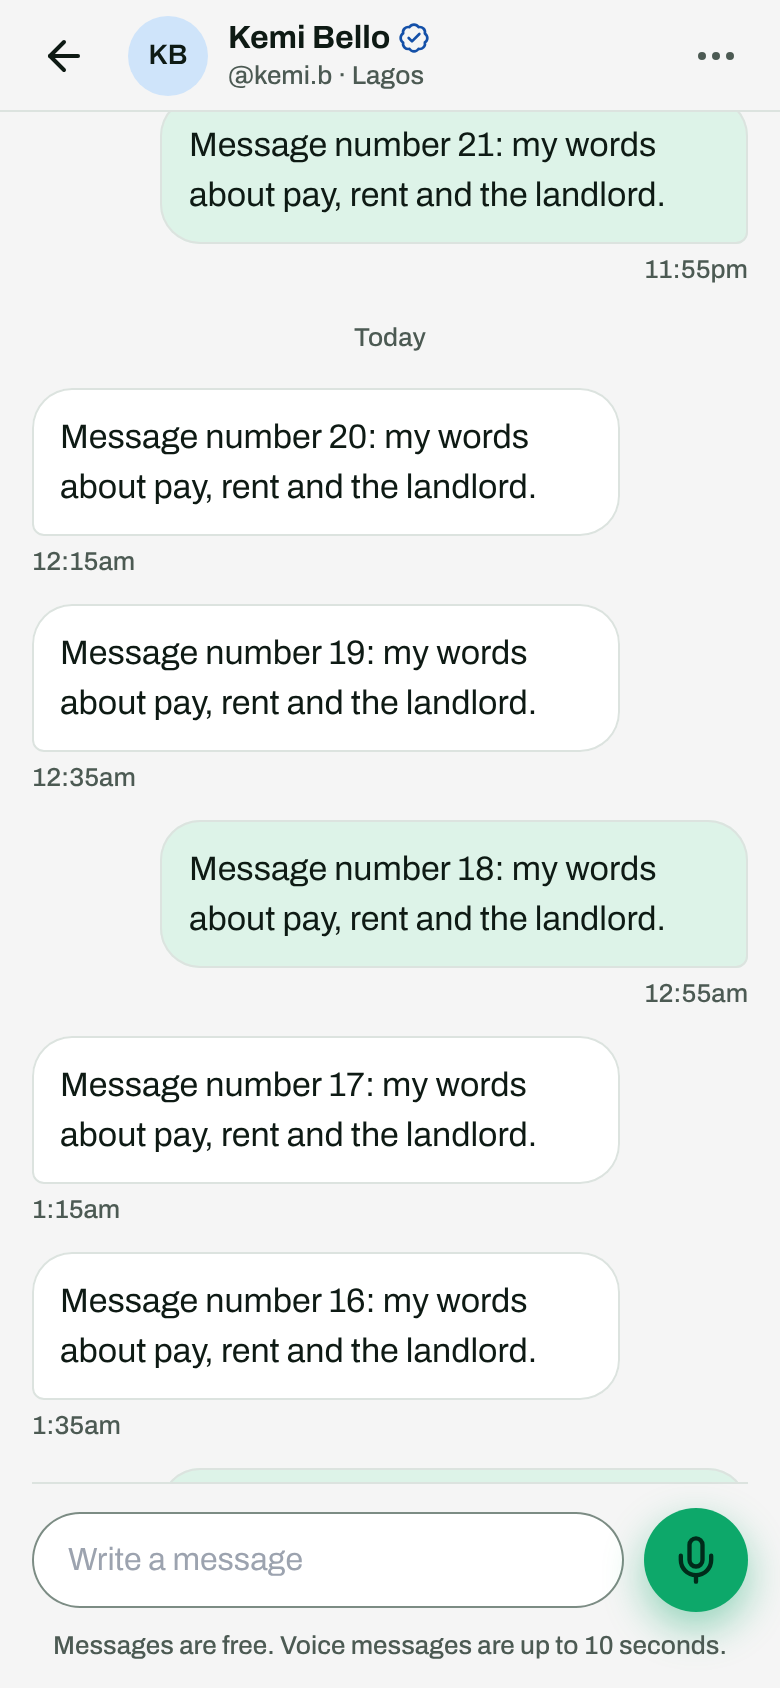 KB
Kemi Bello
@kemi.b · Lagos
Message number 21: my words
about pay, rent and the landlord.
11:55pm
Today
Message number 20: my words
about pay, rent and the landlord.
12:15am
Message number 19: my words
about pay, rent and the landlord.
12:35am
Message number 18: my words
about pay, rent and the landlord.
12:55am
Message number 17: my words
about pay, rent and the landlord.
1:15am
Message number 16: my words
about pay, rent and the landlord.
1:35am
Write a message
Messages are free. Voice messages are up to 10 seconds.